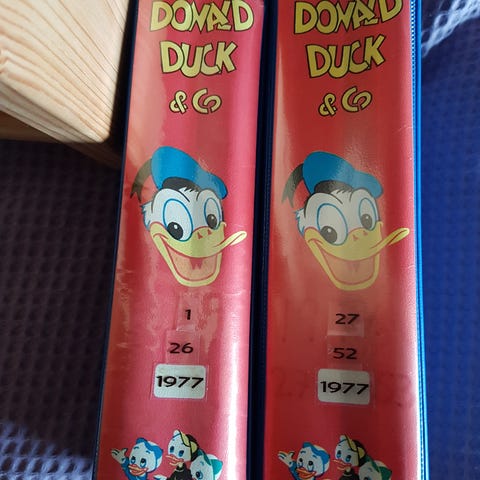 DONALD
DUCK
& Co
1
26
1977
DONALD
DUCK
& Co
27
52
1977